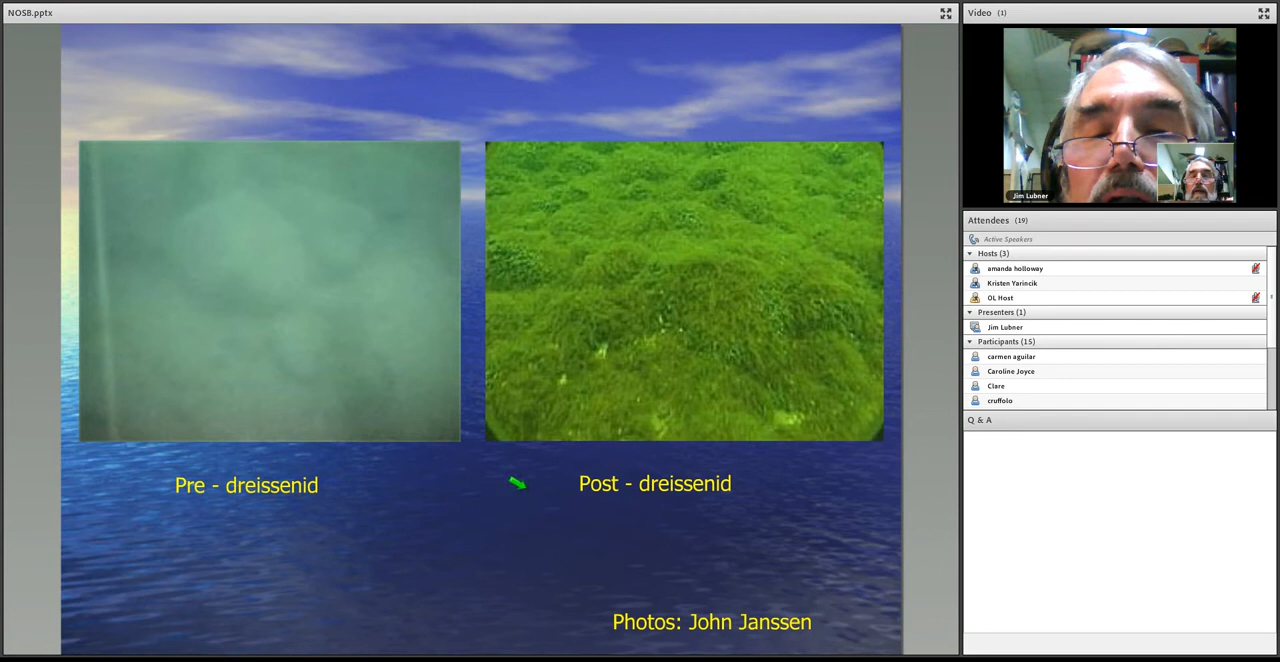 NOSB.pptx
Pre - dreissenid
Post - dreissenid
Photos: John Janssen
Video (1)
Jim Lubner
Attendees (19)
Active Speakers
Hosts (3)
amanda holloway
Kristen Yarincik
OL Host
Presenters (1)
Jim Lubner
Participants (15)
carmen aguilar
Caroline Joyce
Clare
cruffolo
Q & A